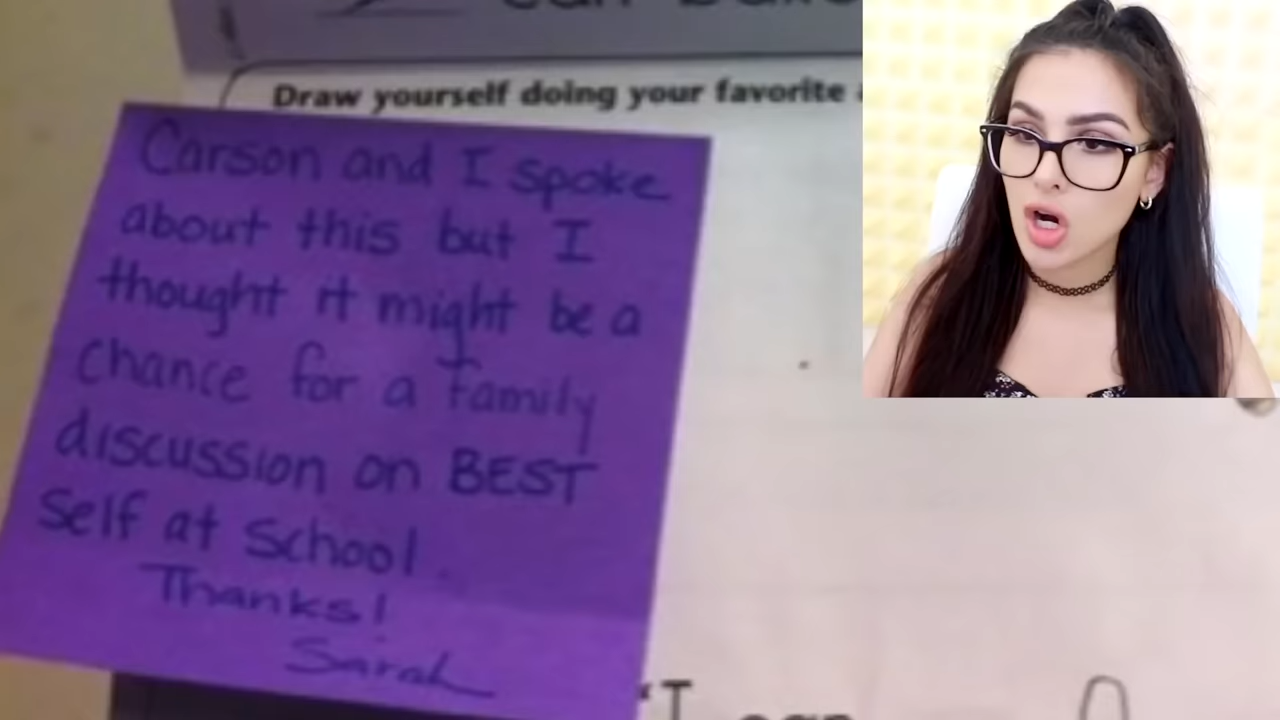 Draw yourself doing your favorite
Carson and I spoke
about this but I
thought it might be a
chance for a family
discussion on BEST
self at school.
Thanks!
Sarah
"I can